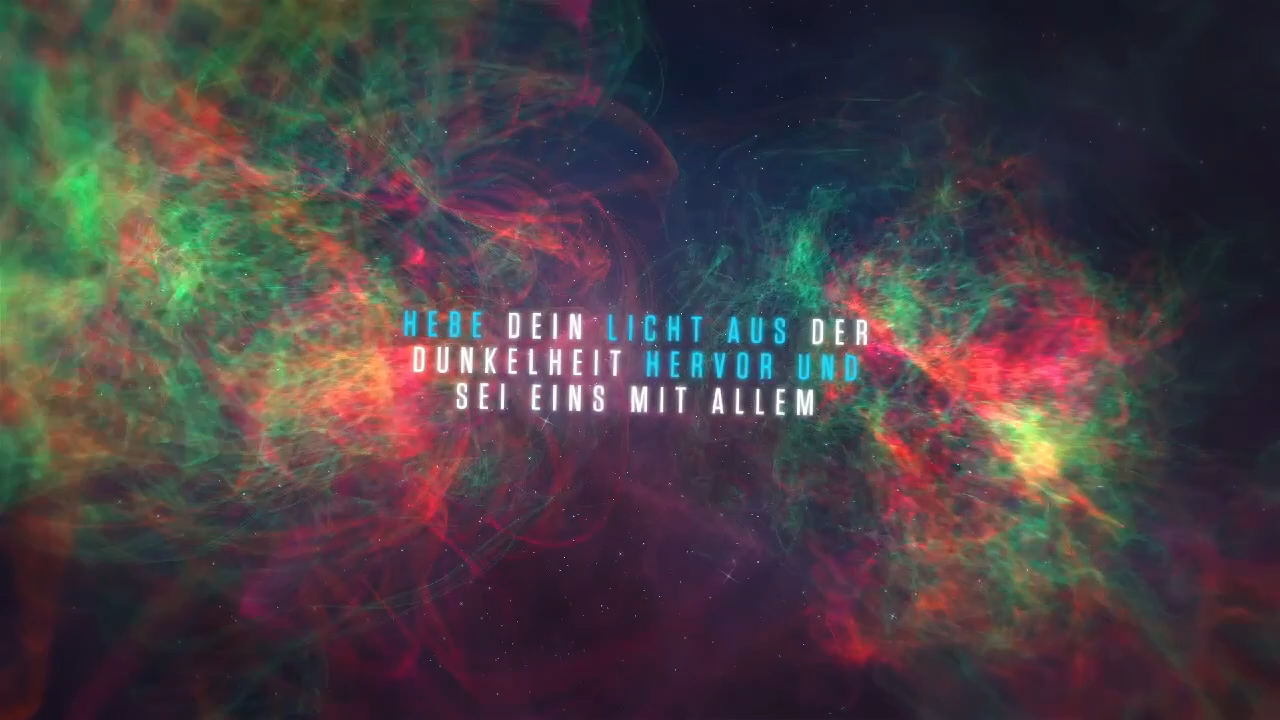 HEBE DEIN LICHT AUS DER
DUNKELHEIT HERVOR UND
SEI EINS MIT ALLEM